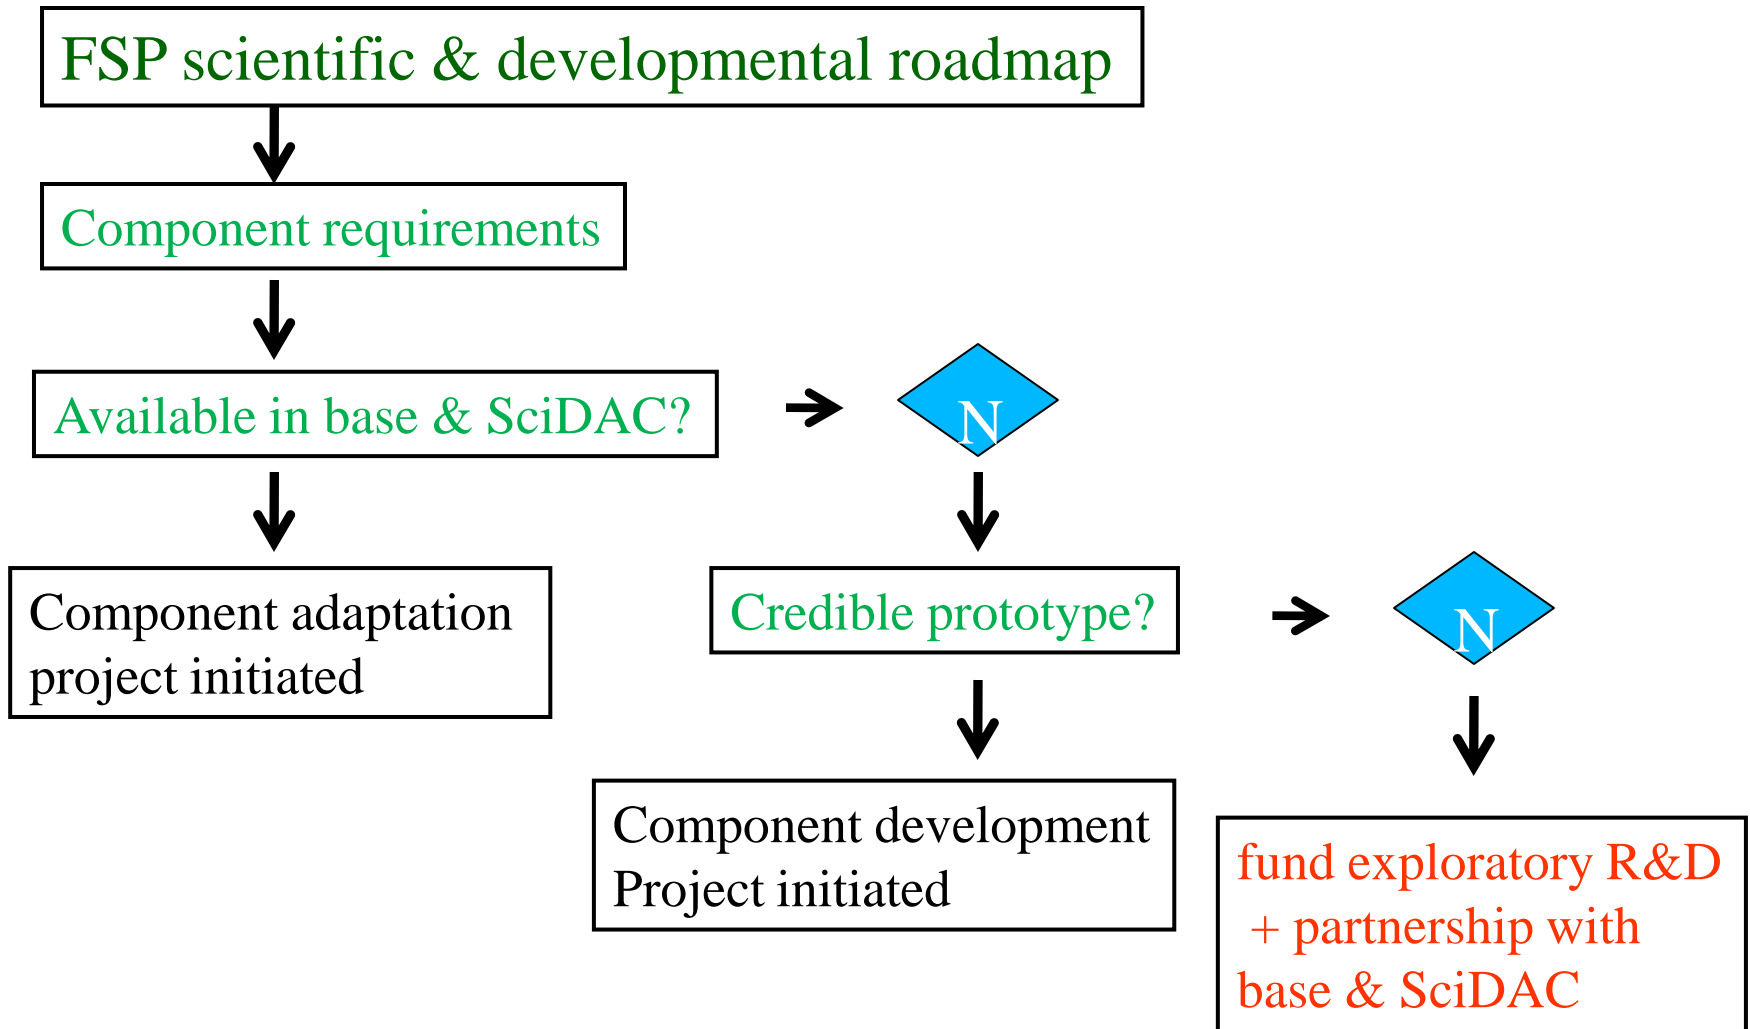 FSP scientific & developmental roadmap
Component requirements
Available in base & SciDAC?
N
Component adaptation
project initiated
Credible prototype?
N
Component development
Project initiated
fund exploratory R&D
+ partnership with
base & SciDAC